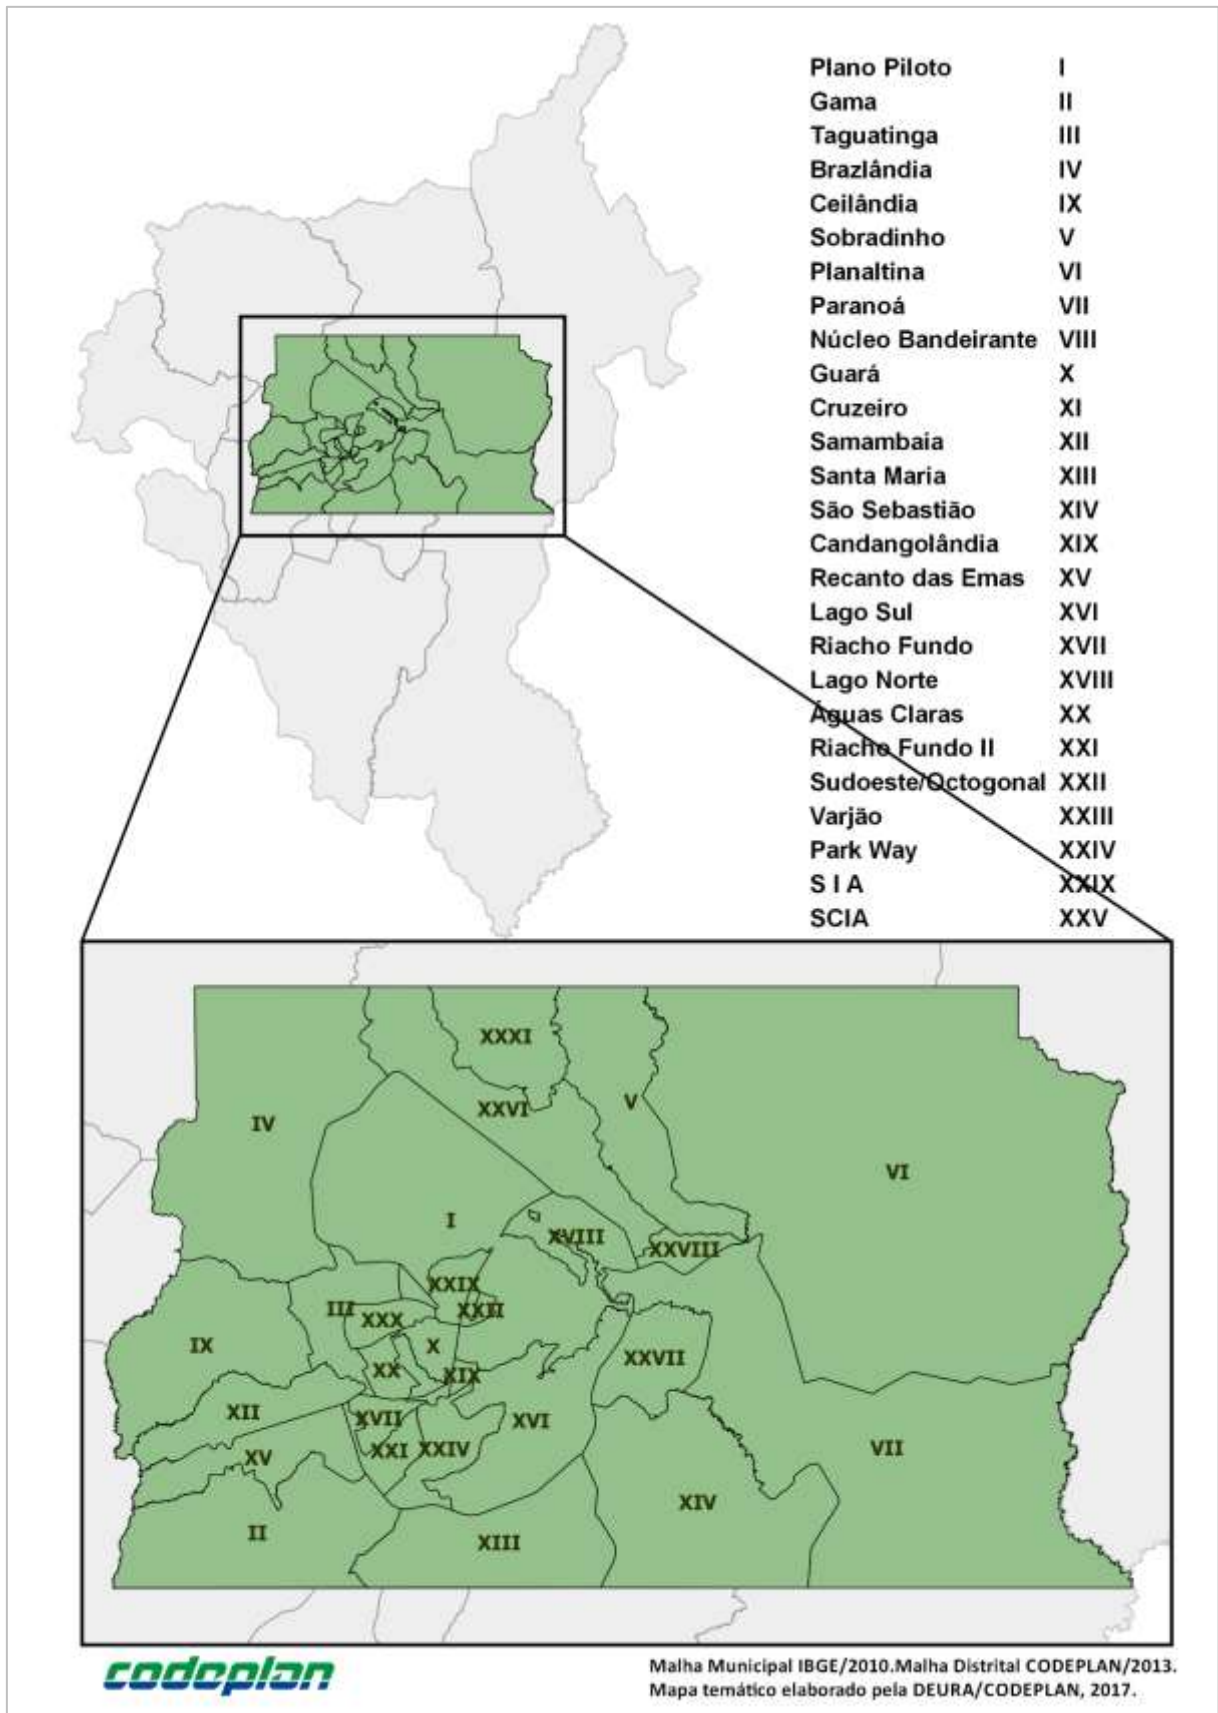 Plano Piloto I
Gama II
Taguatinga III
Brazlândia IV
Ceilândia IX
Sobradinho V
Planaltina VI
Paranoá VII
Núcleo Bandeirante VIII
Guará X
Cruzeiro XI
Samambaia XII
Santa Maria XIII
São Sebastião XIV
Candangolândia XIX
Recanto das Emas XV
Lago Sul XVI
Riacho Fundo XVII
Lago Norte XVIII
Águas Claras XX
Riacho Fundo II XXI
Sudoeste/Octogonal XXII
Varjão XXIII
Park Way XXIV
S I A XXIX
SCIA XXV
XXXI
XXVI
V
IV
VI
I
XVIII
XXVIII
XXIX
III
XXX
XXII
IX
X
XXVII
XX
XIX
XII
XVII
XVI
XV
XXI
XXIV
VII
II
XIII
XIV
codeplan
Malha Municipal IBGE/2010.Malha Distrital CODEPLAN/2013.
Mapa temático elaborado pela DEURA/CODEPLAN, 2017.